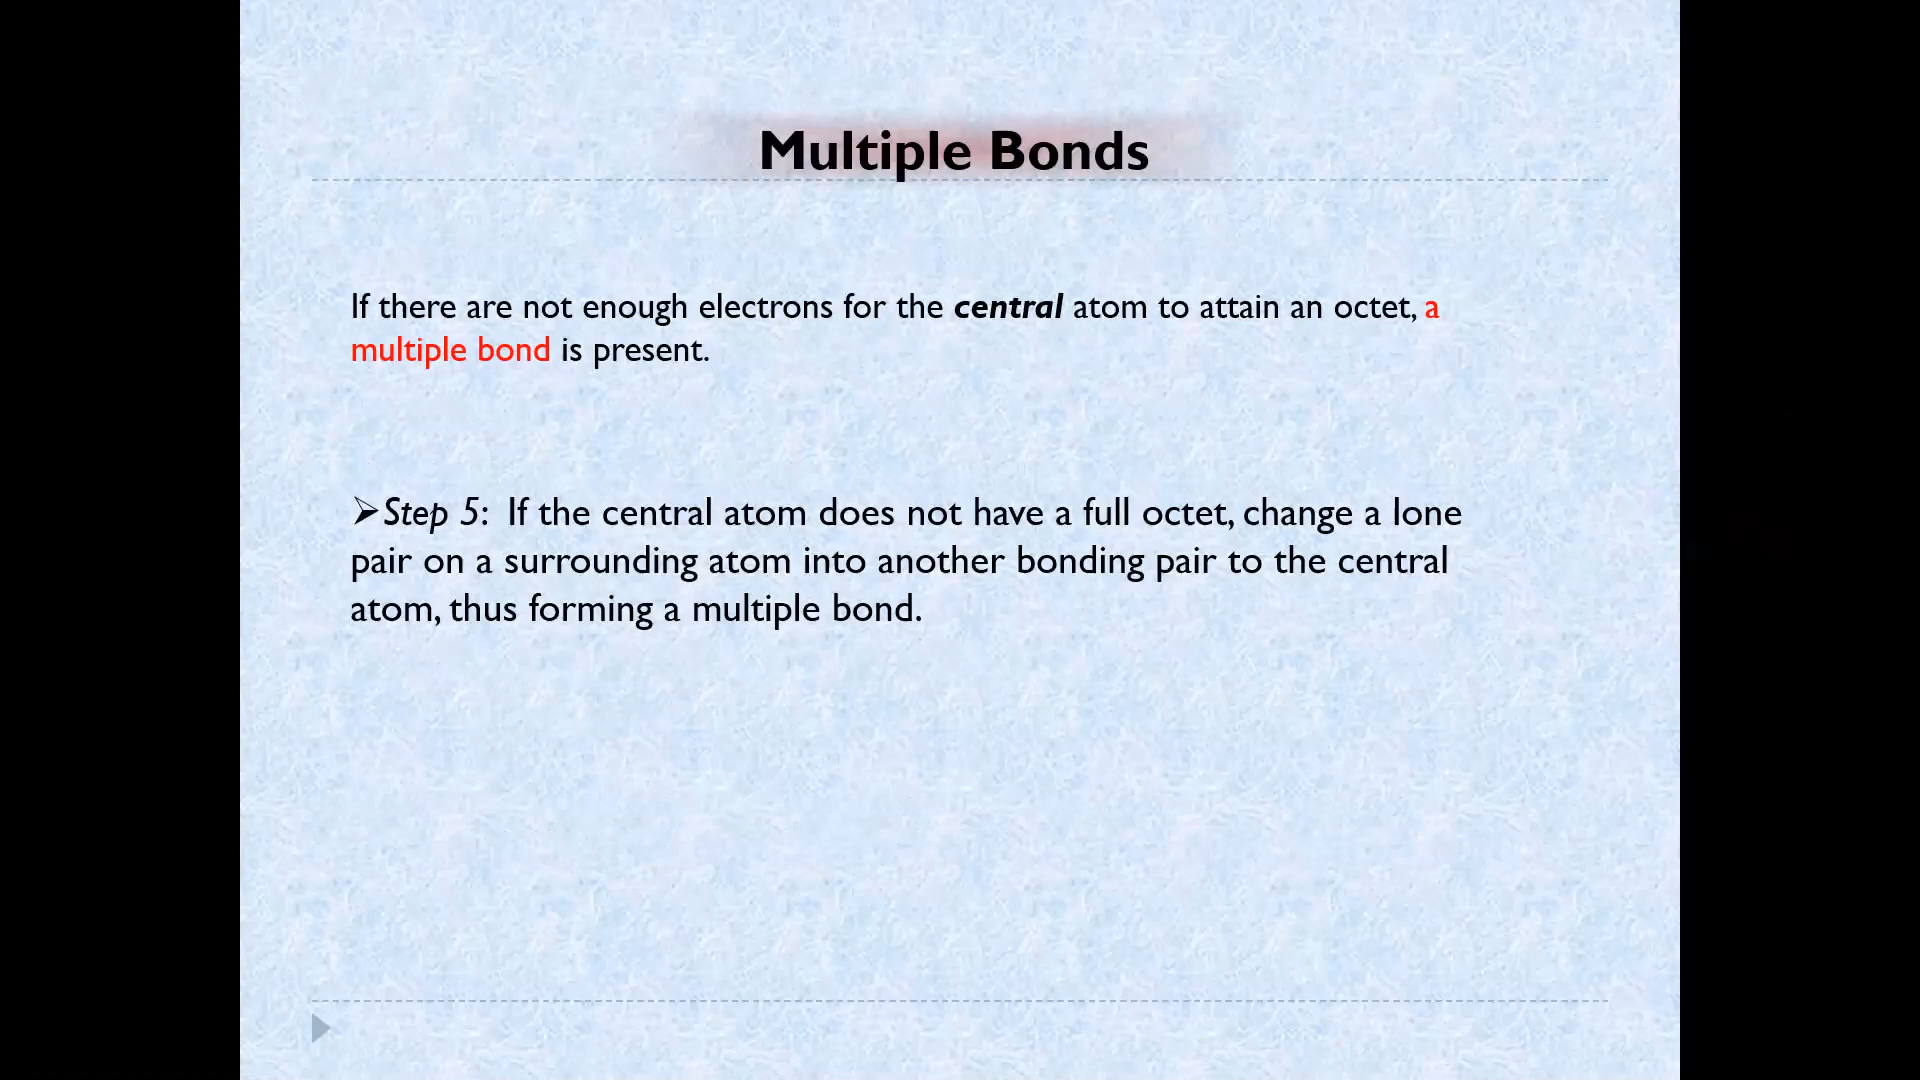 Multiple Bonds
If there are not enough electrons for the central atom to attain an octet, a
multiple bond is present.
➢Step 5: If the central atom does not have a full octet, change a lone
pair on a surrounding atom into another bonding pair to the central
atom, thus forming a multiple bond.